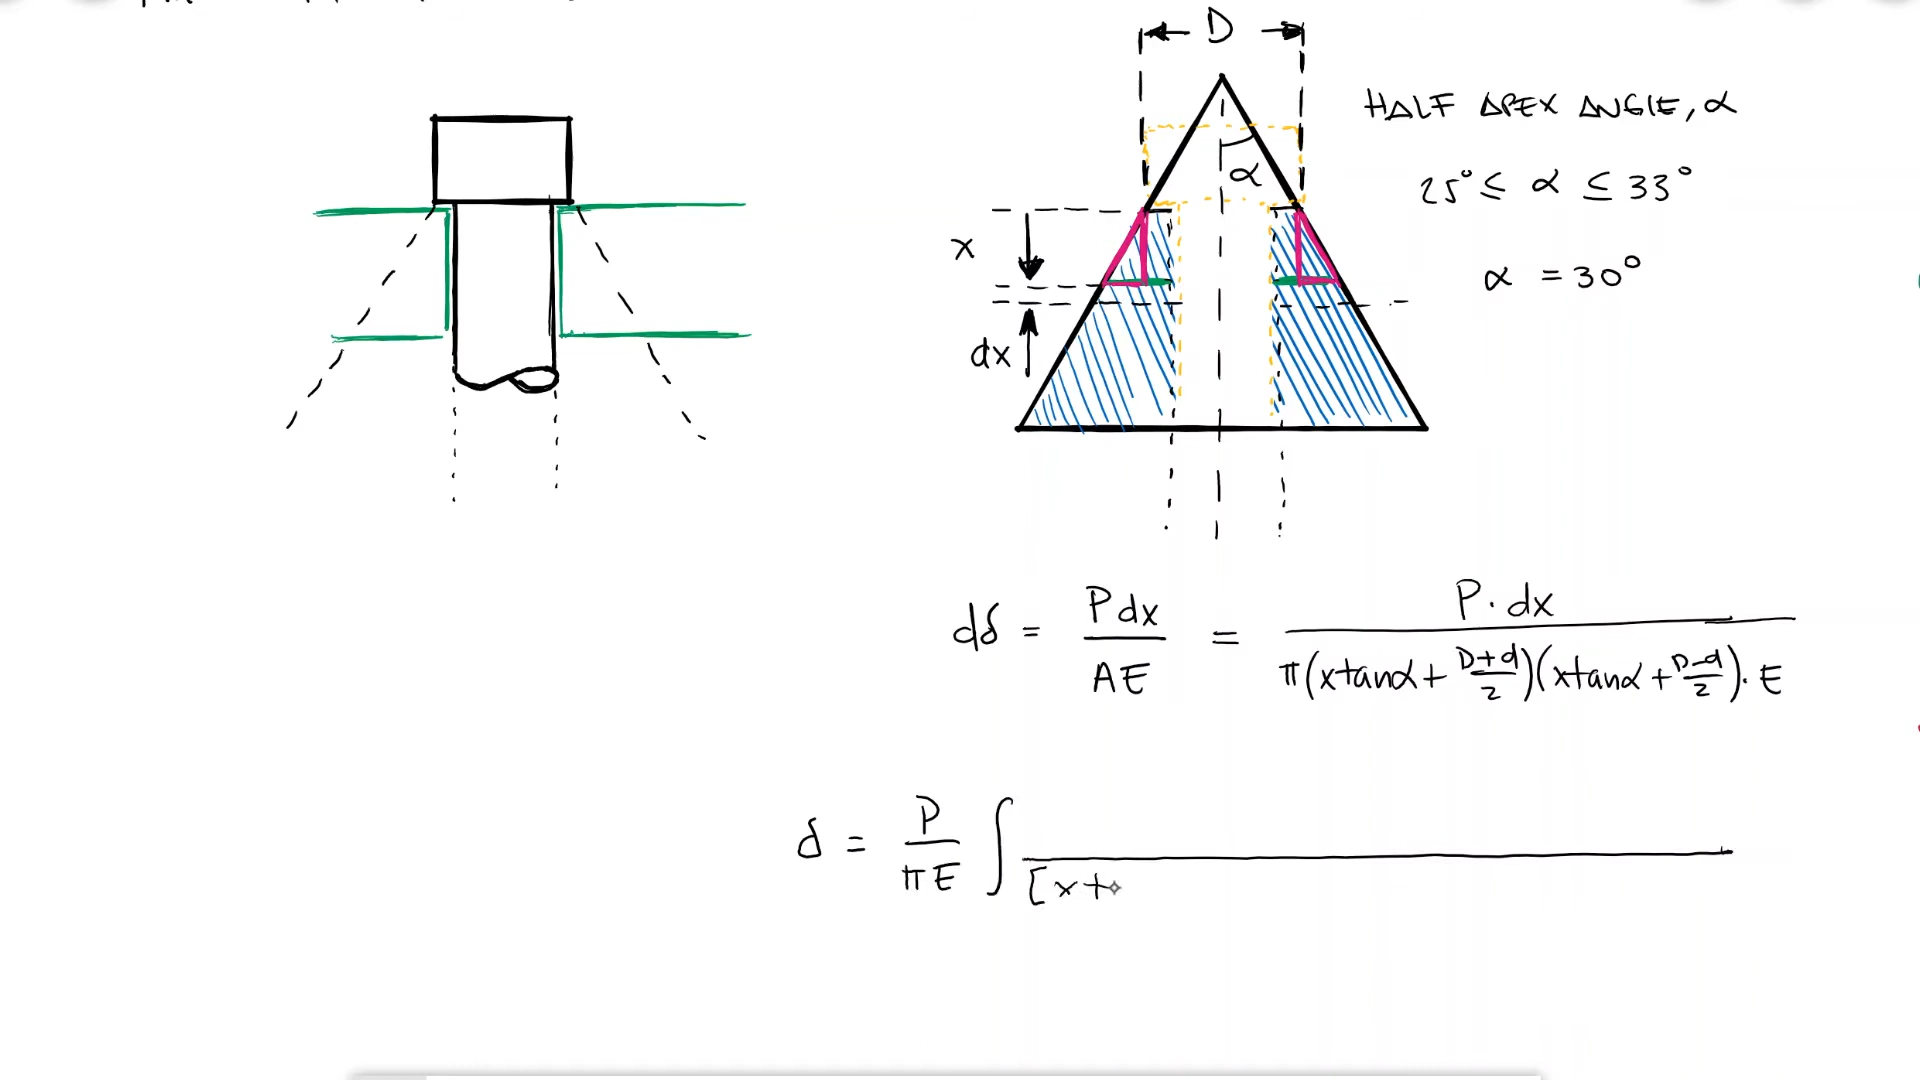 D
HALF APEX ANGLE, α
25° ≤ α ≤ 33°
α = 30°
α
x
dx
dδ = Pdx / AE = P·dx / π(xtanα + (D+d)/2)(xtanα + (D-d)/2)·E
δ = P / πE ∫ [x+